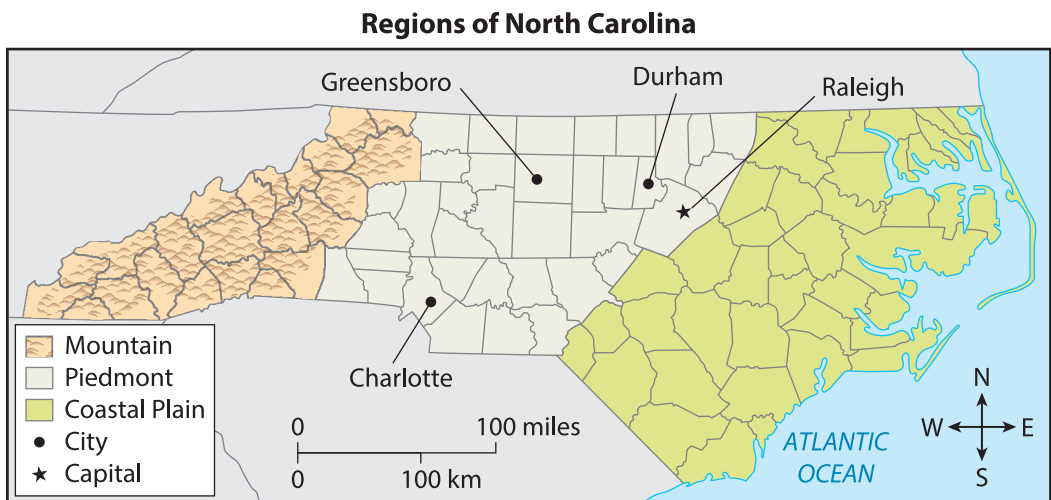 Regions of North Carolina
Greensboro
Durham
Raleigh
Charlotte
Mountain
Piedmont
Coastal Plain
City
Capital
0 100 miles
0 100 km
ATLANTIC
OCEAN
N
W E
S